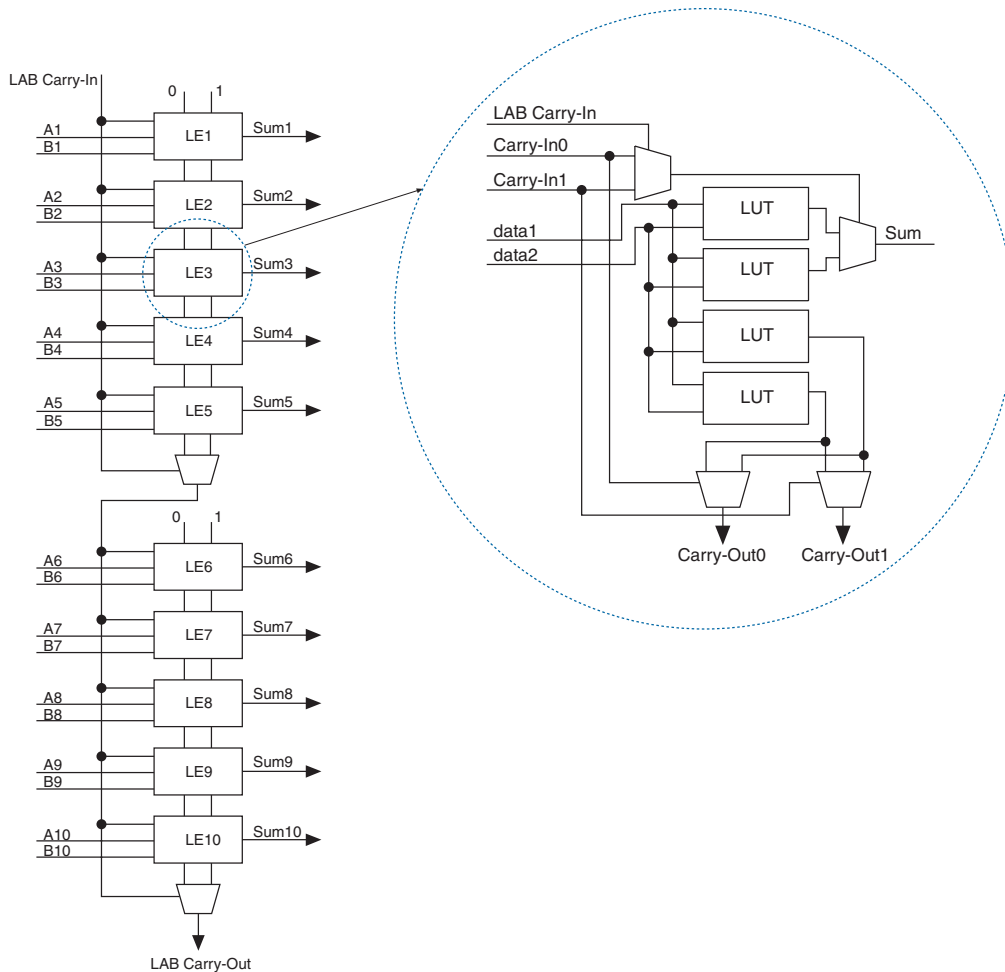 LAB Carry-In
0 1
A1
B1
LE1
Sum1
A2
B2
LE2
Sum2
A3
B3
LE3
Sum3
A4
B4
LE4
Sum4
A5
B5
LE5
Sum5
0 1
A6
B6
LE6
Sum6
A7
B7
LE7
Sum7
A8
B8
LE8
Sum8
A9
B9
LE9
Sum9
A10
B10
LE10
Sum10
LAB Carry-Out
LAB Carry-In
Carry-In0
Carry-In1
data1
data2
LUT
LUT
LUT
LUT
Sum
Carry-Out0
Carry-Out1